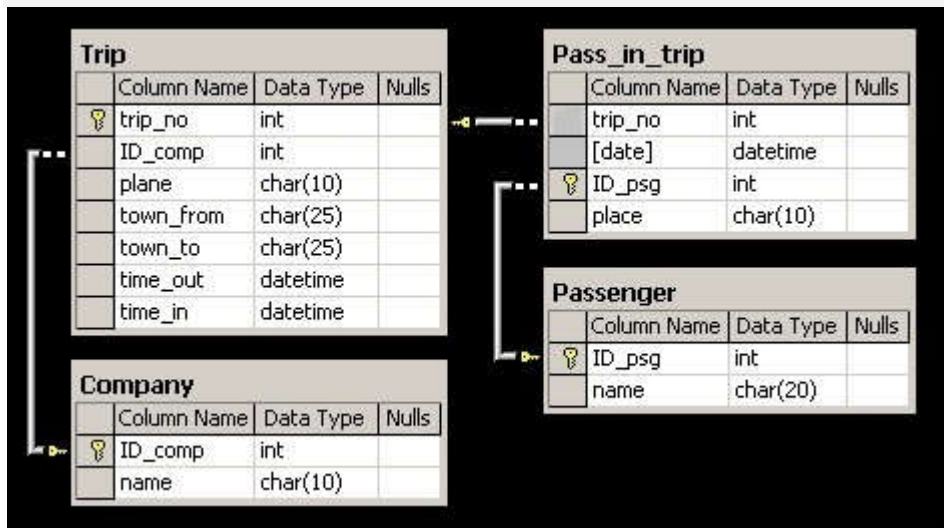 Trip
Column Name Data Type Nulls
trip_no int
ID_comp int
plane char(10)
town_from char(25)
town_to char(25)
time_out datetime
time_in datetime
Company
Column Name Data Type Nulls
ID_comp int
name char(10)
Pass_in_trip
Column Name Data Type Nulls
trip_no int
[date] datetime
ID_psg int
place char(10)
Passenger
Column Name Data Type Nulls
ID_psg int
name char(20)